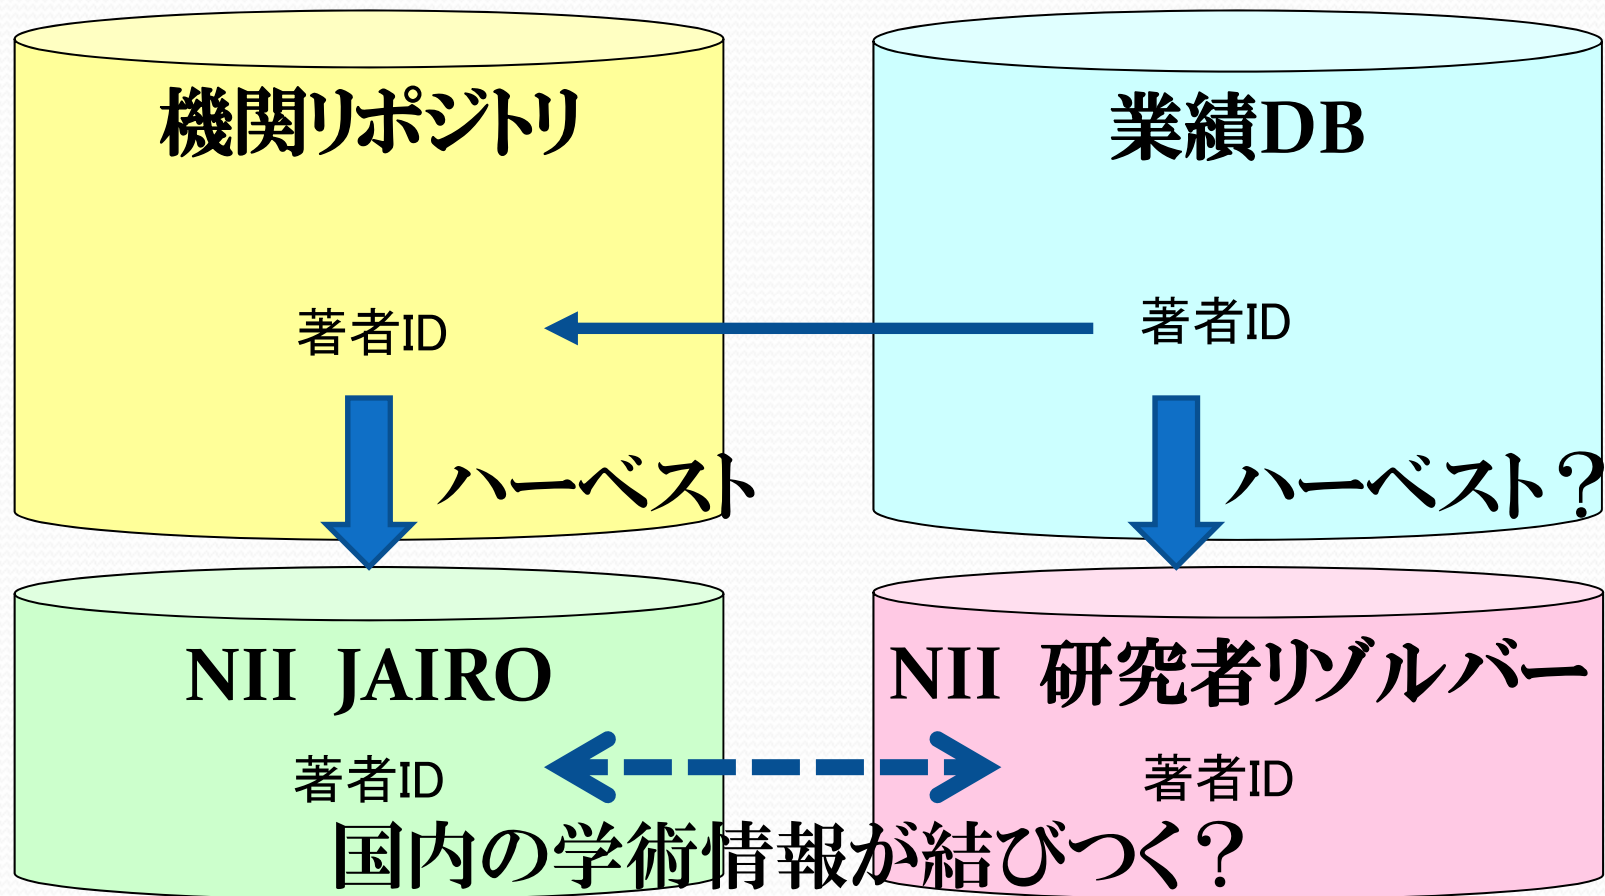 機関リポジトリ
業績DB
著者ID
著者ID
ハーベスト
ハーベスト？
NII JAIRO
NII 研究者リゾルバー
著者ID
著者ID
国内の学術情報が結びつく？